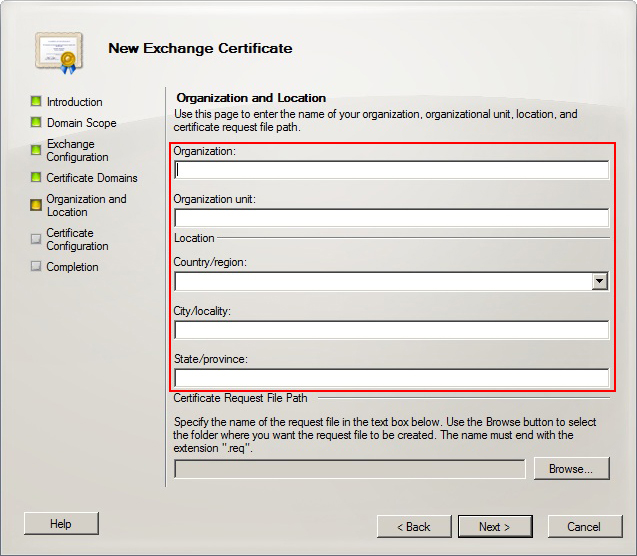 New Exchange Certificate
Introduction
Domain Scope
Exchange
Configuration
Certificate Domains
Organization and
Location
Certificate
Configuration
Completion
Organization and Location
Use this page to enter the name of your organization, organizational unit, location, and
certificate request file path.
Organization:
Organization unit:
Location
Country/region:
City/locality:
State/province:
Certificate Request File Path
Specify the name of the request file in the text box below. Use the Browse button to select
the folder where you want the request file to be created. The name must end with the
extension ".req".
Browse...
Help
< Back
Next >
Cancel